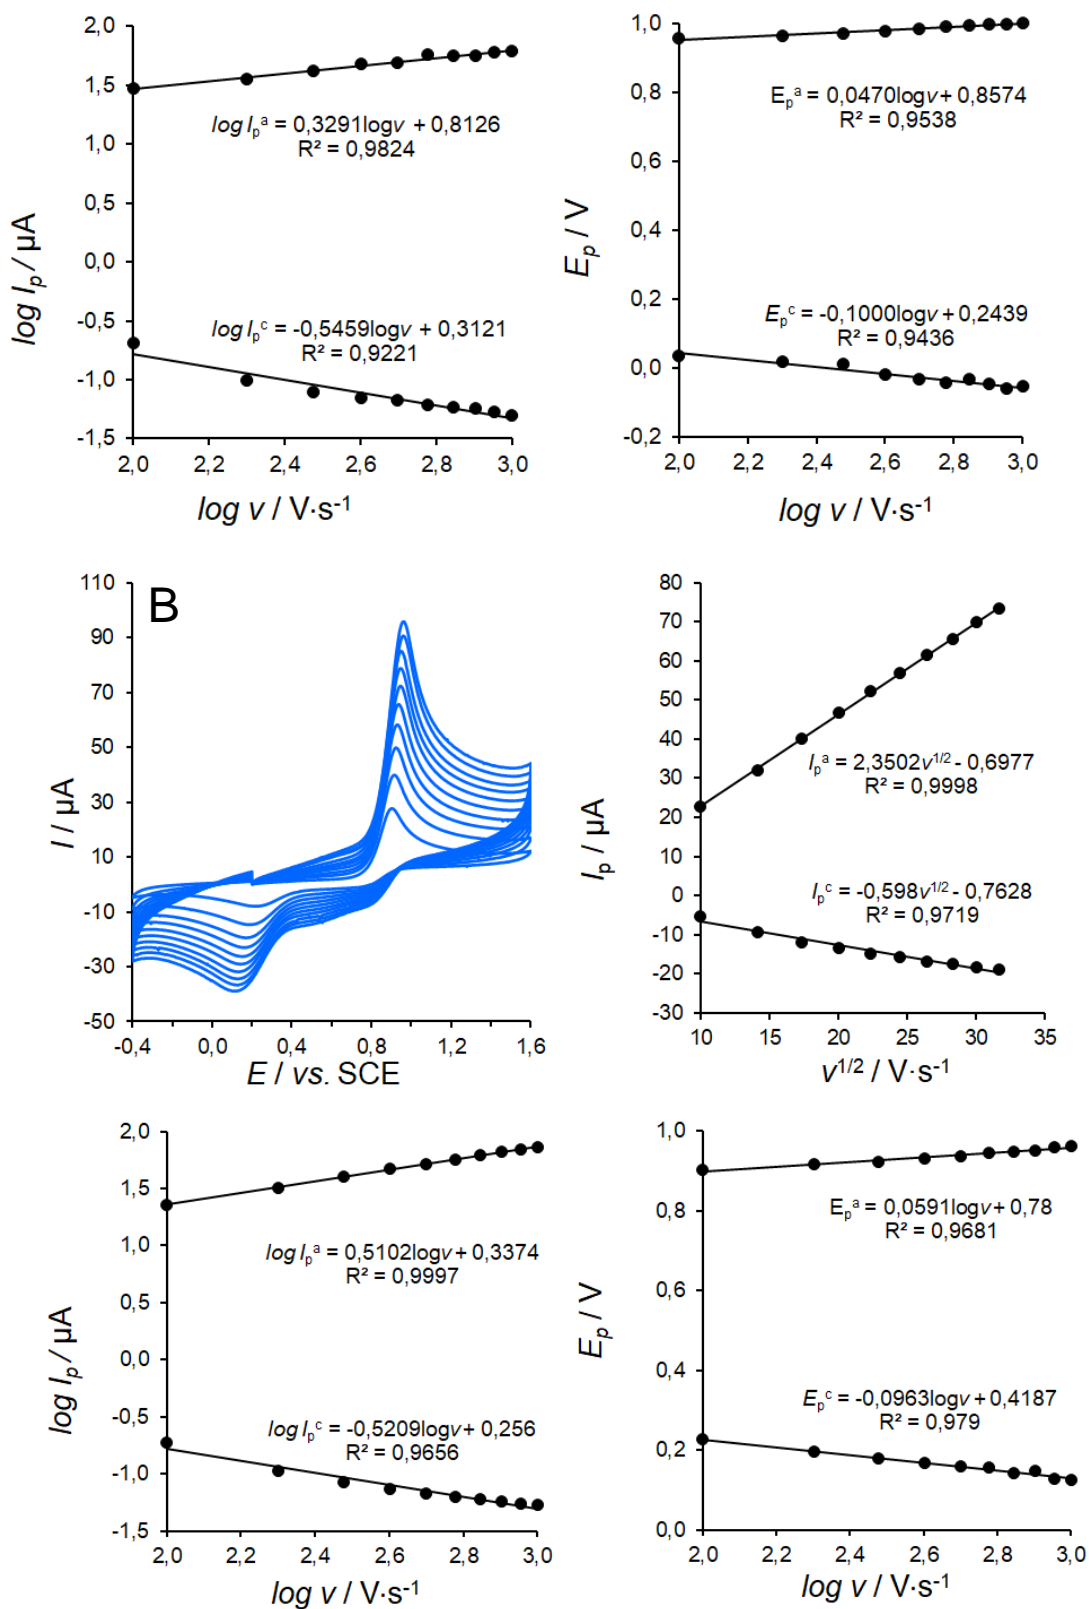 2,0
1,5
1,0
0,5
0,0
-0,5
-1,0
-1,5
log Iₚ / µA
log Iₚᵃ = 0,3291logv + 0,8126
R² = 0,9824
log Iₚᶜ = -0,5459logv + 0,3121
R² = 0,9221
2,0 2,2 2,4 2,6 2,8 3,0
log v / V·s⁻¹
1,0
0,8
0,6
0,4
0,2
0,0
-0,2
Eₚ / V
Eₚᵃ = 0,0470logv + 0,8574
R² = 0,9538
Eₚᶜ = -0,1000logv + 0,2439
R² = 0,9436
2,0 2,2 2,4 2,6 2,8 3,0
log v / V·s⁻¹
B
110
90
70
50
30
10
-10
-30
-50
I / µA
-0,4 0,0 0,4 0,8 1,2 1,6
E / vs. SCE
80
70
60
50
40
30
20
10
0
-10
-20
-30
Iₚ / µA
Iₚᵃ = 2,3502v¹ᐟ² - 0,6977
R² = 0,9998
Iₚᶜ = -0,598v¹ᐟ² - 0,7628
R² = 0,9719
10 15 20 25 30 35
v¹ᐟ² / V·s⁻¹
2,0
1,5
1,0
0,5
0,0
-0,5
-1,0
-1,5
log Iₚ / µA
log Iₚᵃ = 0,5102logv + 0,3374
R² = 0,9997
log Iₚᶜ = -0,5209logv + 0,256
R² = 0,9656
2,0 2,2 2,4 2,6 2,8 3,0
log v / V·s⁻¹
1,0
0,8
0,6
0,4
0,2
0,0
Eₚ / V
Eₚᵃ = 0,0591logv + 0,78
R² = 0,9681
Eₚᶜ = -0,0963logv + 0,4187
R² = 0,979
2,0 2,2 2,4 2,6 2,8 3,0
log v / V·s⁻¹